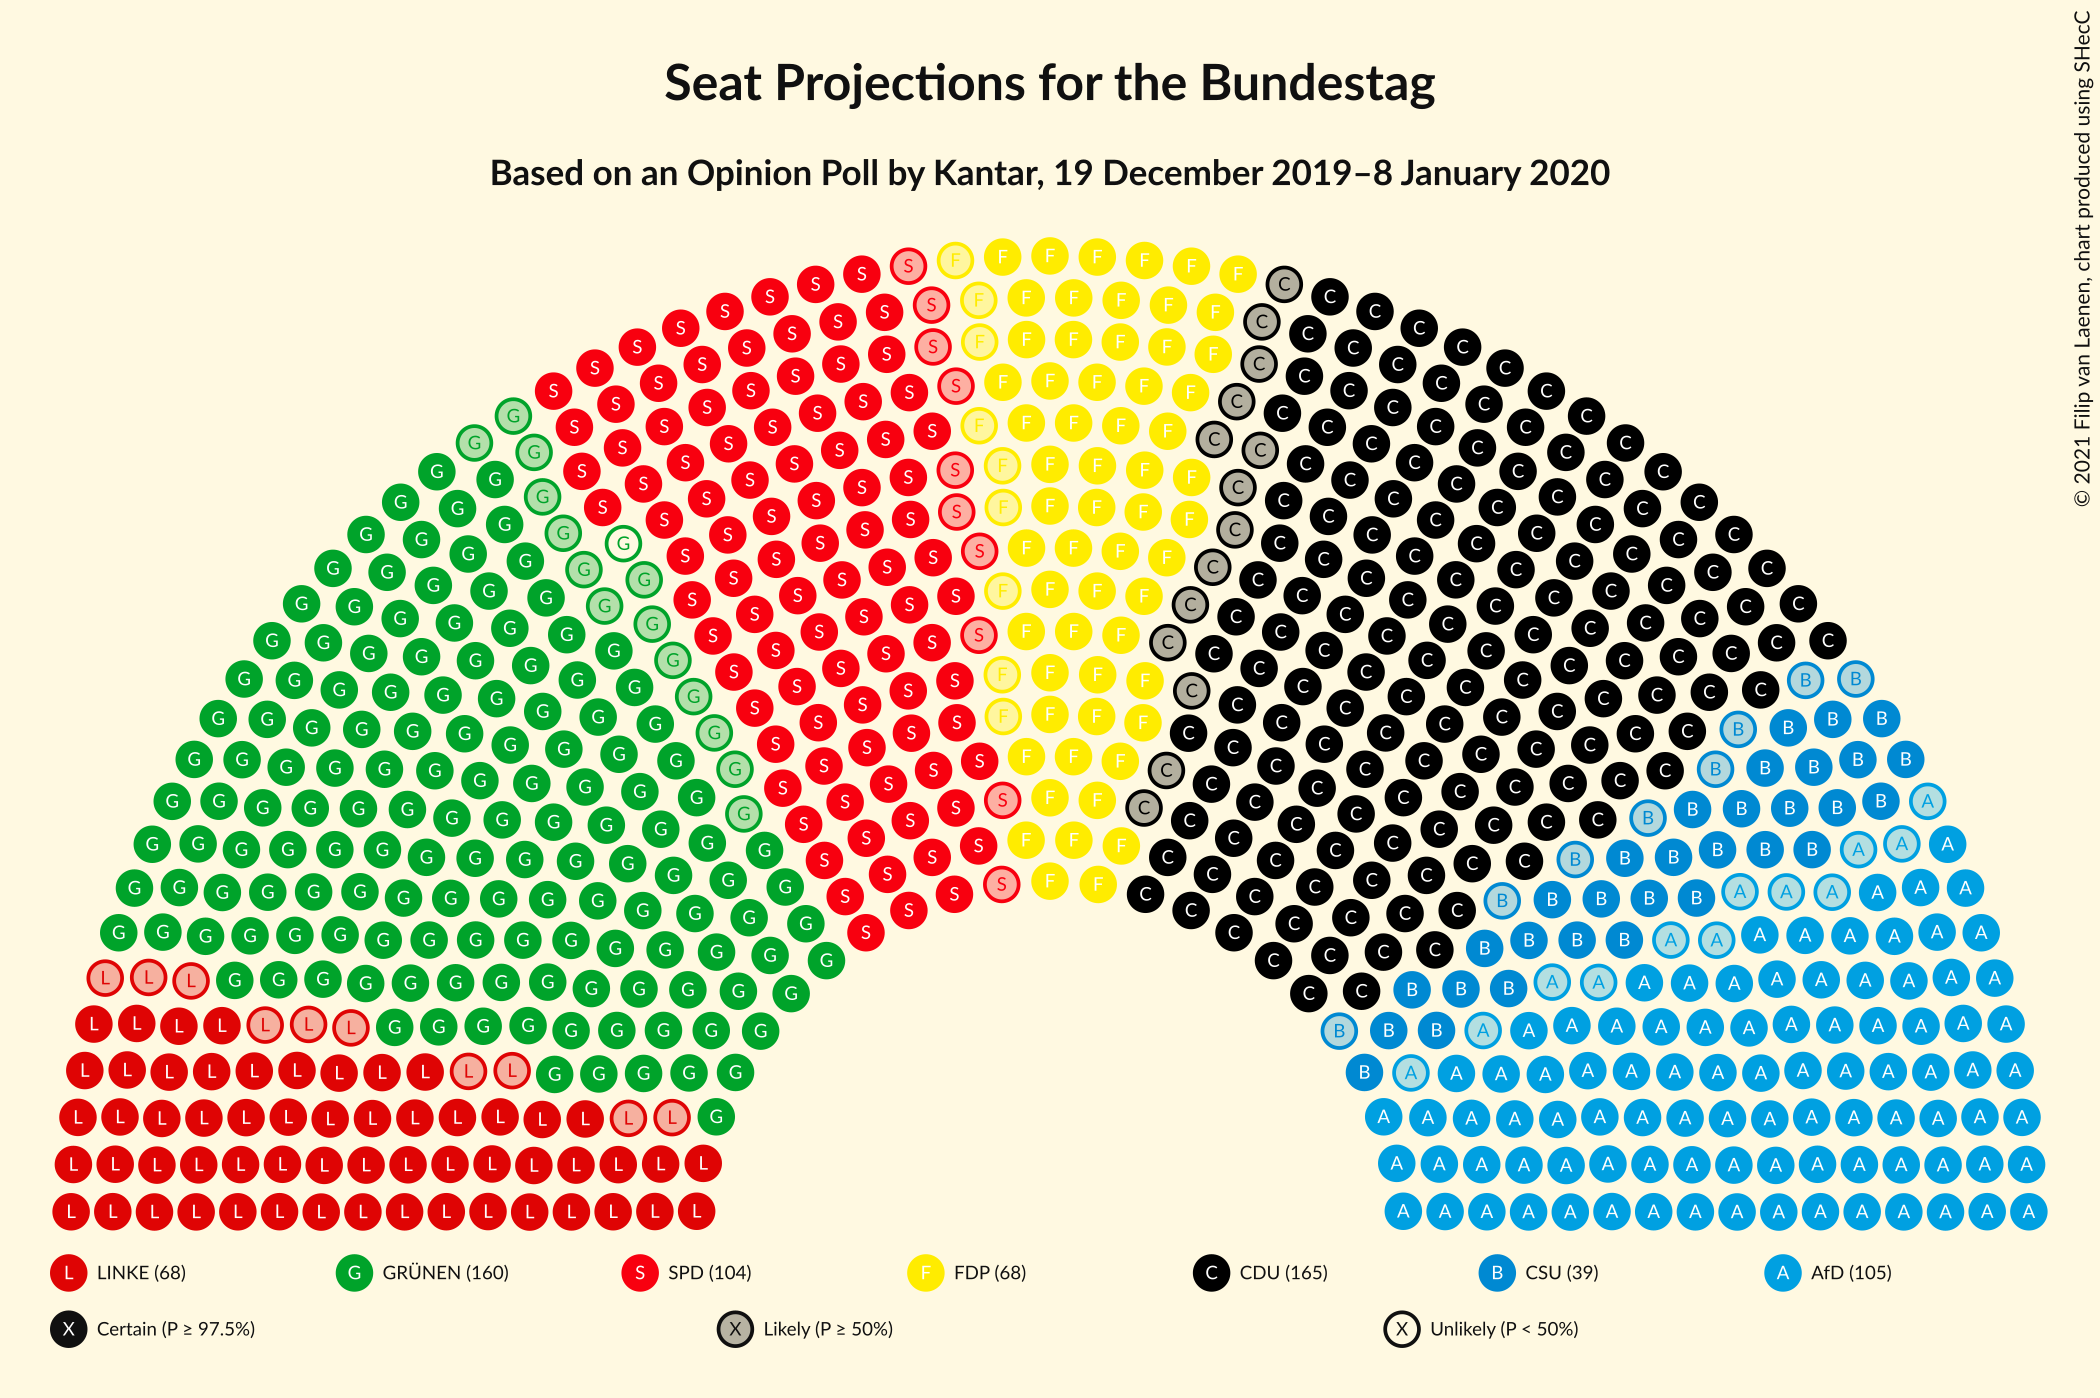 Seat Projections for the Bundestag
Based on an Opinion Poll by Kantar, 19 December 2019–8 January 2020
© 2021 Filip van Laenen, chart produced using SHecC
L LINKE (68)
G GRÜNEN (160)
S SPD (104)
F FDP (68)
C CDU (165)
B CSU (39)
A AfD (105)
X Certain (P ≥ 97.5%)
X Likely (P ≥ 50%)
X Unlikely (P < 50%)